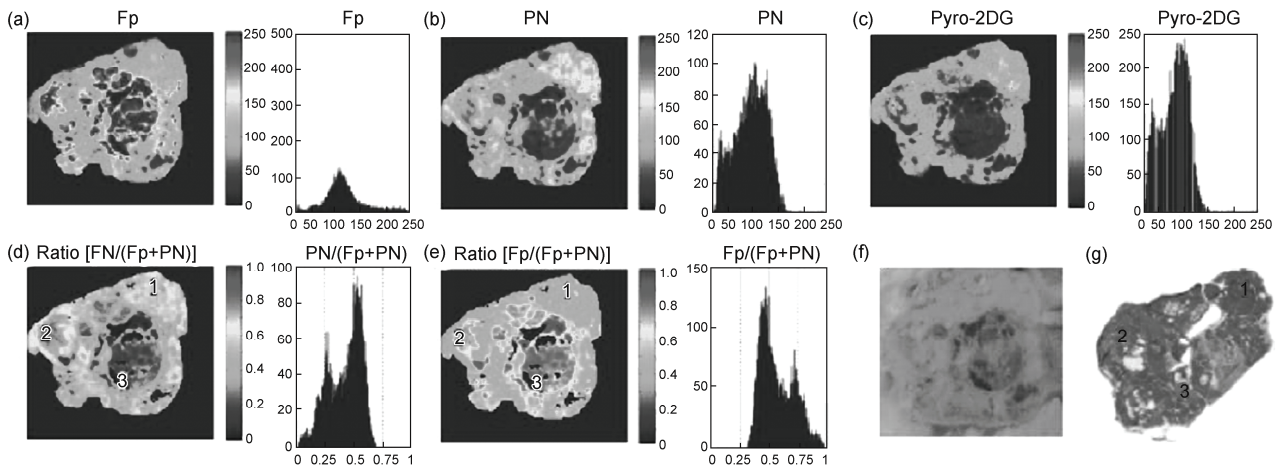 (a) Fp Fp (b) PN PN (c) Pyro-2DG Pyro-2DG
250 200 150 100 50 0
500 400 300 200 100 0
0 50 100 150 250
250 200 150 100 50 0
120 100 80 60 40 20 0
0 50 100 150 200 250
250 200 150 100 50 0
250 200 150 100 50 0
0 50 100 150 200 250
(d) Ratio [FN/(Fp+PN)] PN/(Fp+PN) (e) Ratio [Fp/(Fp+PN)] Fp/(Fp+PN) (f) (g)
1 2 3
1.0 0.8 0.6 0.4 0.2 0
100 80 60 40 20 0
0 0.25 0.5 0.75 1
1 2 3
1.0 0.8 0.6 0.4 0.2 0
150 100 50 0
0 0.25 0.5 0.75 1
1 2 3